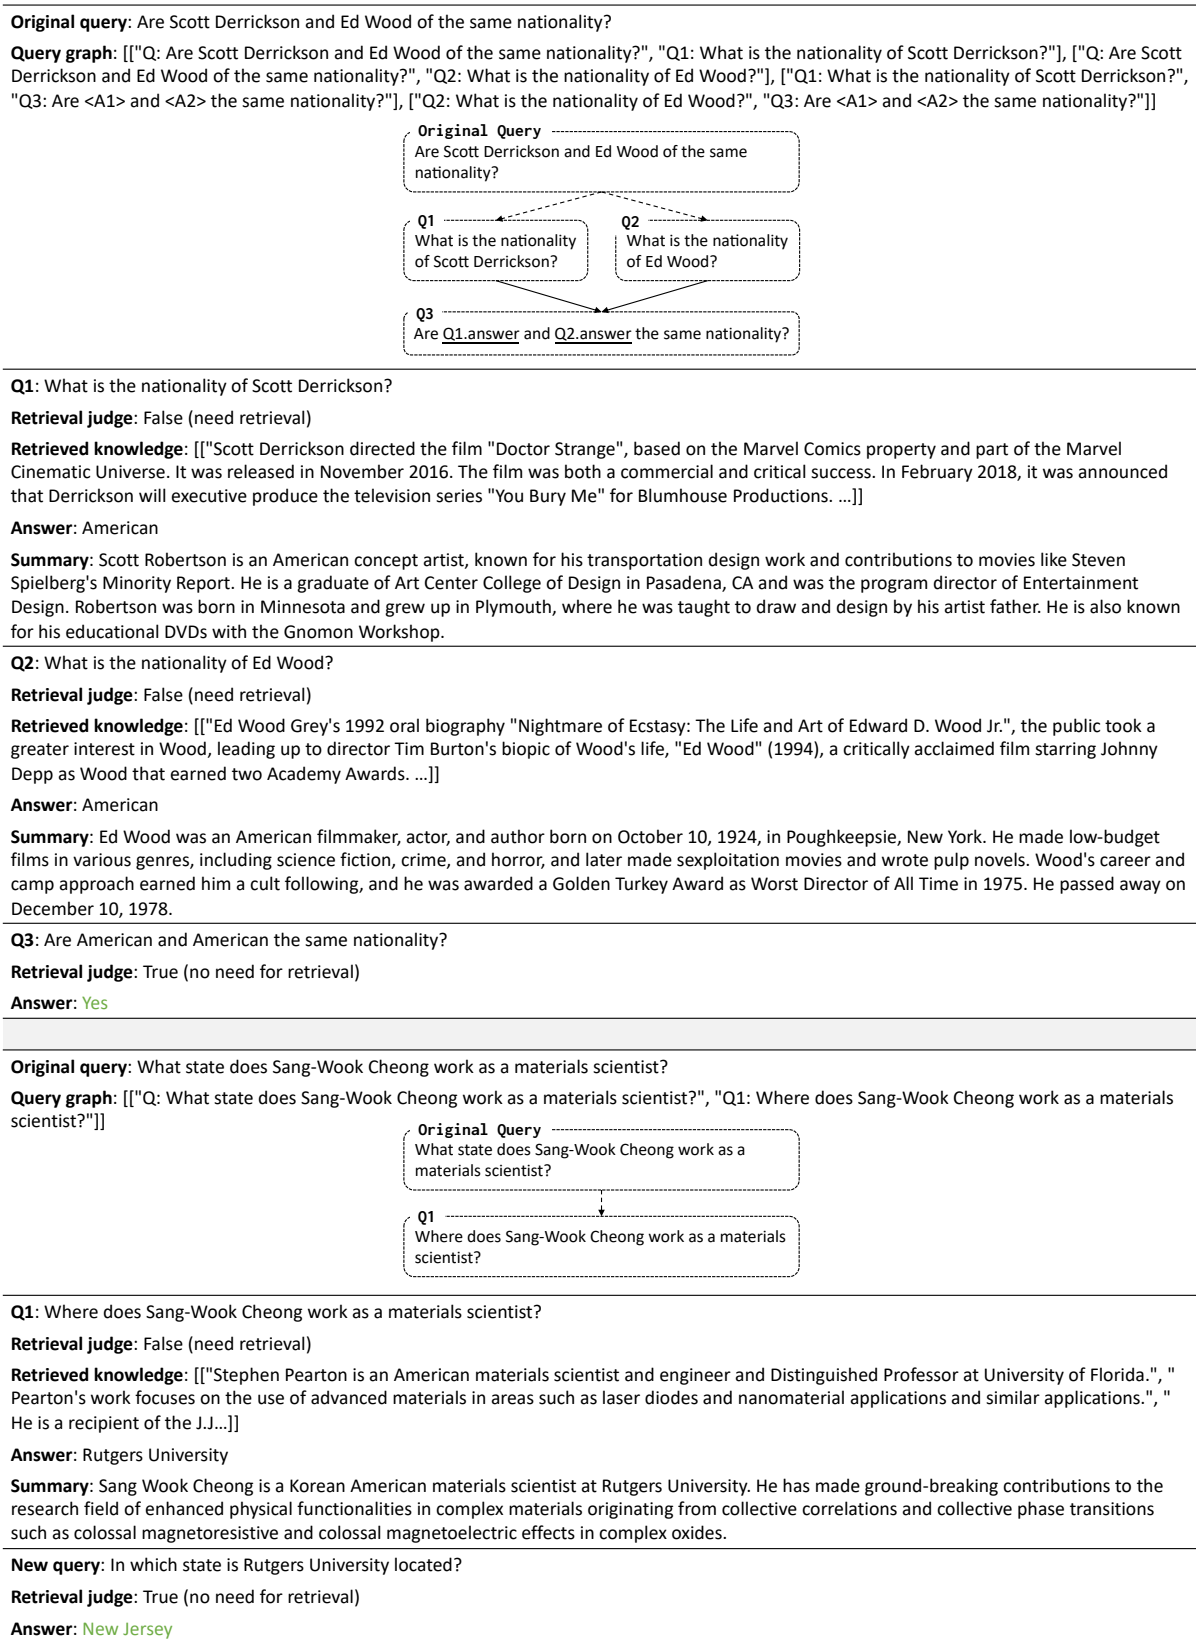 Original query: Are Scott Derrickson and Ed Wood of the same nationality?
Query graph: [["Q: Are Scott Derrickson and Ed Wood of the same nationality?", "Q1: What is the nationality of Scott Derrickson?"], ["Q: Are Scott
Derrickson and Ed Wood of the same nationality?", "Q2: What is the nationality of Ed Wood?"], ["Q1: What is the nationality of Scott Derrickson?",
"Q3: Are <A1> and <A2> the same nationality?"], ["Q2: What is the nationality of Ed Wood?", "Q3: Are <A1> and <A2> the same nationality?"]]
Original Query
Are Scott Derrickson and Ed Wood of the same
nationality?
Q1
What is the nationality
of Scott Derrickson?
Q2
What is the nationality
of Ed Wood?
Q3
Are Q1.answer and Q2.answer the same nationality?
Q1: What is the nationality of Scott Derrickson?
Retrieval judge: False (need retrieval)
Retrieved knowledge: [["Scott Derrickson directed the film "Doctor Strange", based on the Marvel Comics property and part of the Marvel
Cinematic Universe. It was released in November 2016. The film was both a commercial and critical success. In February 2018, it was announced
that Derrickson will executive produce the television series "You Bury Me" for Blumhouse Productions. …]]
Answer: American
Summary: Scott Robertson is an American concept artist, known for his transportation design work and contributions to movies like Steven
Spielberg's Minority Report. He is a graduate of Art Center College of Design in Pasadena, CA and was the program director of Entertainment
Design. Robertson was born in Minnesota and grew up in Plymouth, where he was taught to draw and design by his artist father. He is also known
for his educational DVDs with the Gnomon Workshop.
Q2: What is the nationality of Ed Wood?
Retrieval judge: False (need retrieval)
Retrieved knowledge: [["Ed Wood Grey's 1992 oral biography "Nightmare of Ecstasy: The Life and Art of Edward D. Wood Jr.", the public took a
greater interest in Wood, leading up to director Tim Burton's biopic of Wood's life, "Ed Wood" (1994), a critically acclaimed film starring Johnny
Depp as Wood that earned two Academy Awards. …]]
Answer: American
Summary: Ed Wood was an American filmmaker, actor, and author born on October 10, 1924, in Poughkeepsie, New York. He made low-budget
films in various genres, including science fiction, crime, and horror, and later made sexploitation movies and wrote pulp novels. Wood's career and
camp approach earned him a cult following, and he was awarded a Golden Turkey Award as Worst Director of All Time in 1975. He passed away on
December 10, 1978.
Q3: Are American and American the same nationality?
Retrieval judge: True (no need for retrieval)
Answer: Yes
Original query: What state does Sang-Wook Cheong work as a materials scientist?
Query graph: [["Q: What state does Sang-Wook Cheong work as a materials scientist?", "Q1: Where does Sang-Wook Cheong work as a materials
scientist?"]]
Original Query
What state does Sang-Wook Cheong work as a
materials scientist?
Q1
Where does Sang-Wook Cheong work as a materials
scientist?
Q1: Where does Sang-Wook Cheong work as a materials scientist?
Retrieval judge: False (need retrieval)
Retrieved knowledge: [["Stephen Pearton is an American materials scientist and engineer and Distinguished Professor at University of Florida.", "
Pearton's work focuses on the use of advanced materials in areas such as laser diodes and nanomaterial applications and similar applications.", "
He is a recipient of the J.J…]]
Answer: Rutgers University
Summary: Sang Wook Cheong is a Korean American materials scientist at Rutgers University. He has made ground-breaking contributions to the
research field of enhanced physical functionalities in complex materials originating from collective correlations and collective phase transitions
such as colossal magnetoresistive and colossal magnetoelectric effects in complex oxides.
New query: In which state is Rutgers University located?
Retrieval judge: True (no need for retrieval)
Answer: New Jersey